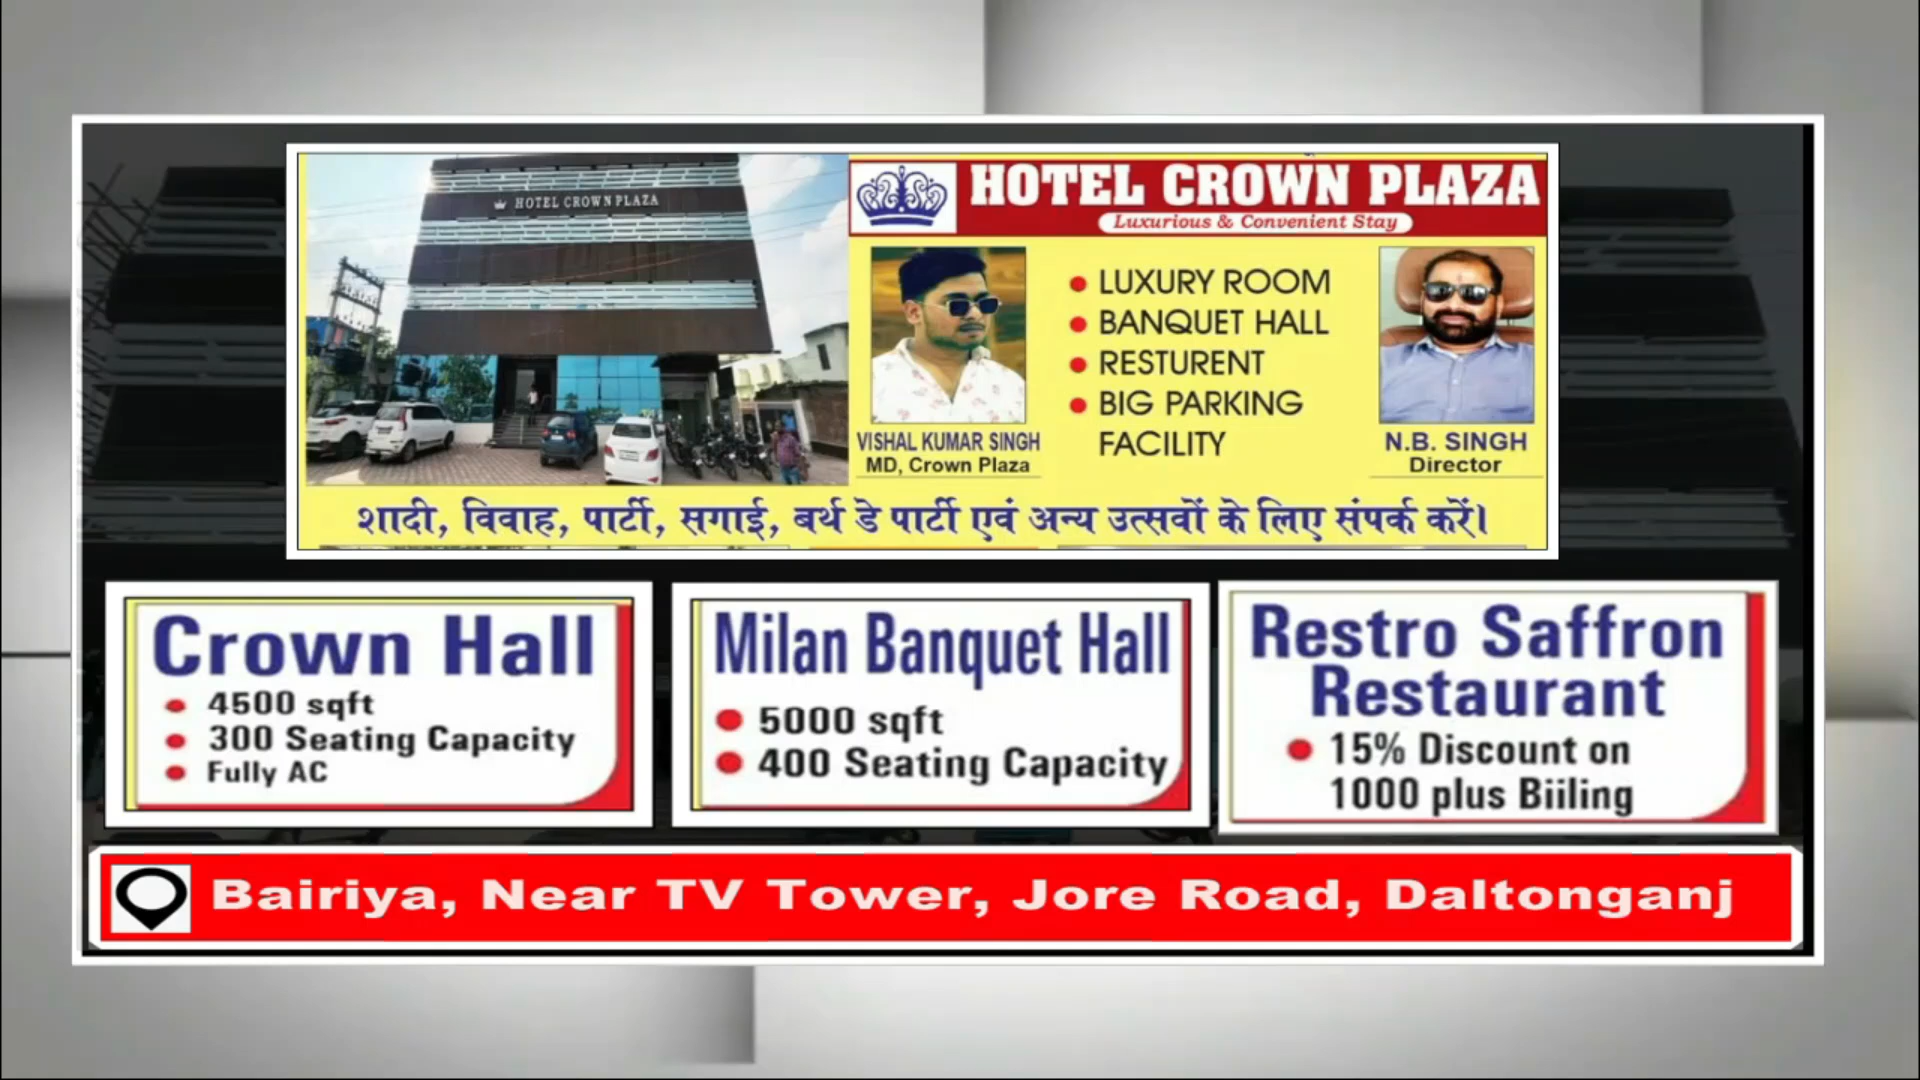 HOTEL CROWN PLAZA
HOTEL CROWN PLAZA
Luxurious & Convenient Stay
LUXURY ROOM
BANQUET HALL
RESTURENT
BIG PARKING
FACILITY
VISHAL KUMAR SINGH
MD, Crown Plaza
N.B. SINGH
Director
शादी, विवाह, पार्टी, सगाई, बर्थ डे पार्टी एवं अन्य उत्सवों के लिए संपर्क करें।
Crown Hall
4500 sqft
300 Seating Capacity
Fully AC
Milan Banquet Hall
5000 sqft
400 Seating Capacity
Restro Saffron
Restaurant
15% Discount on
1000 plus Biiling
Bairiya, Near TV Tower, Jore Road, Daltonganj